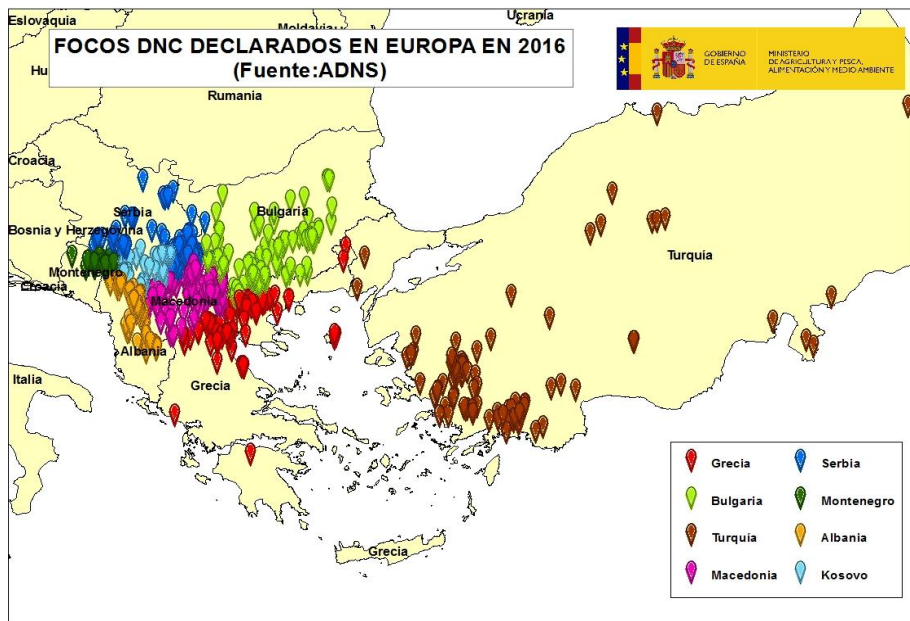 Eslovaquia
Moldavia
Ucrania
FOCOS DNC DECLARADOS EN EUROPA EN 2016
(Fuente:ADNS)
GOBIERNO
DE ESPAÑA
MINISTERIO
DE AGRICULTURA Y PESCA,
ALIMENTACIÓN Y MEDIO AMBIENTE
Hu
Rumania
Croacia
Serbia
Bulgaria
Bosnia y Herzegovina
Turquía
Montenegro
Croacia
Macedonia
Albania
Italia
Grecia
Grecia
Grecia
Serbia
Bulgaria
Montenegro
Turquía
Albania
Macedonia
Kosovo